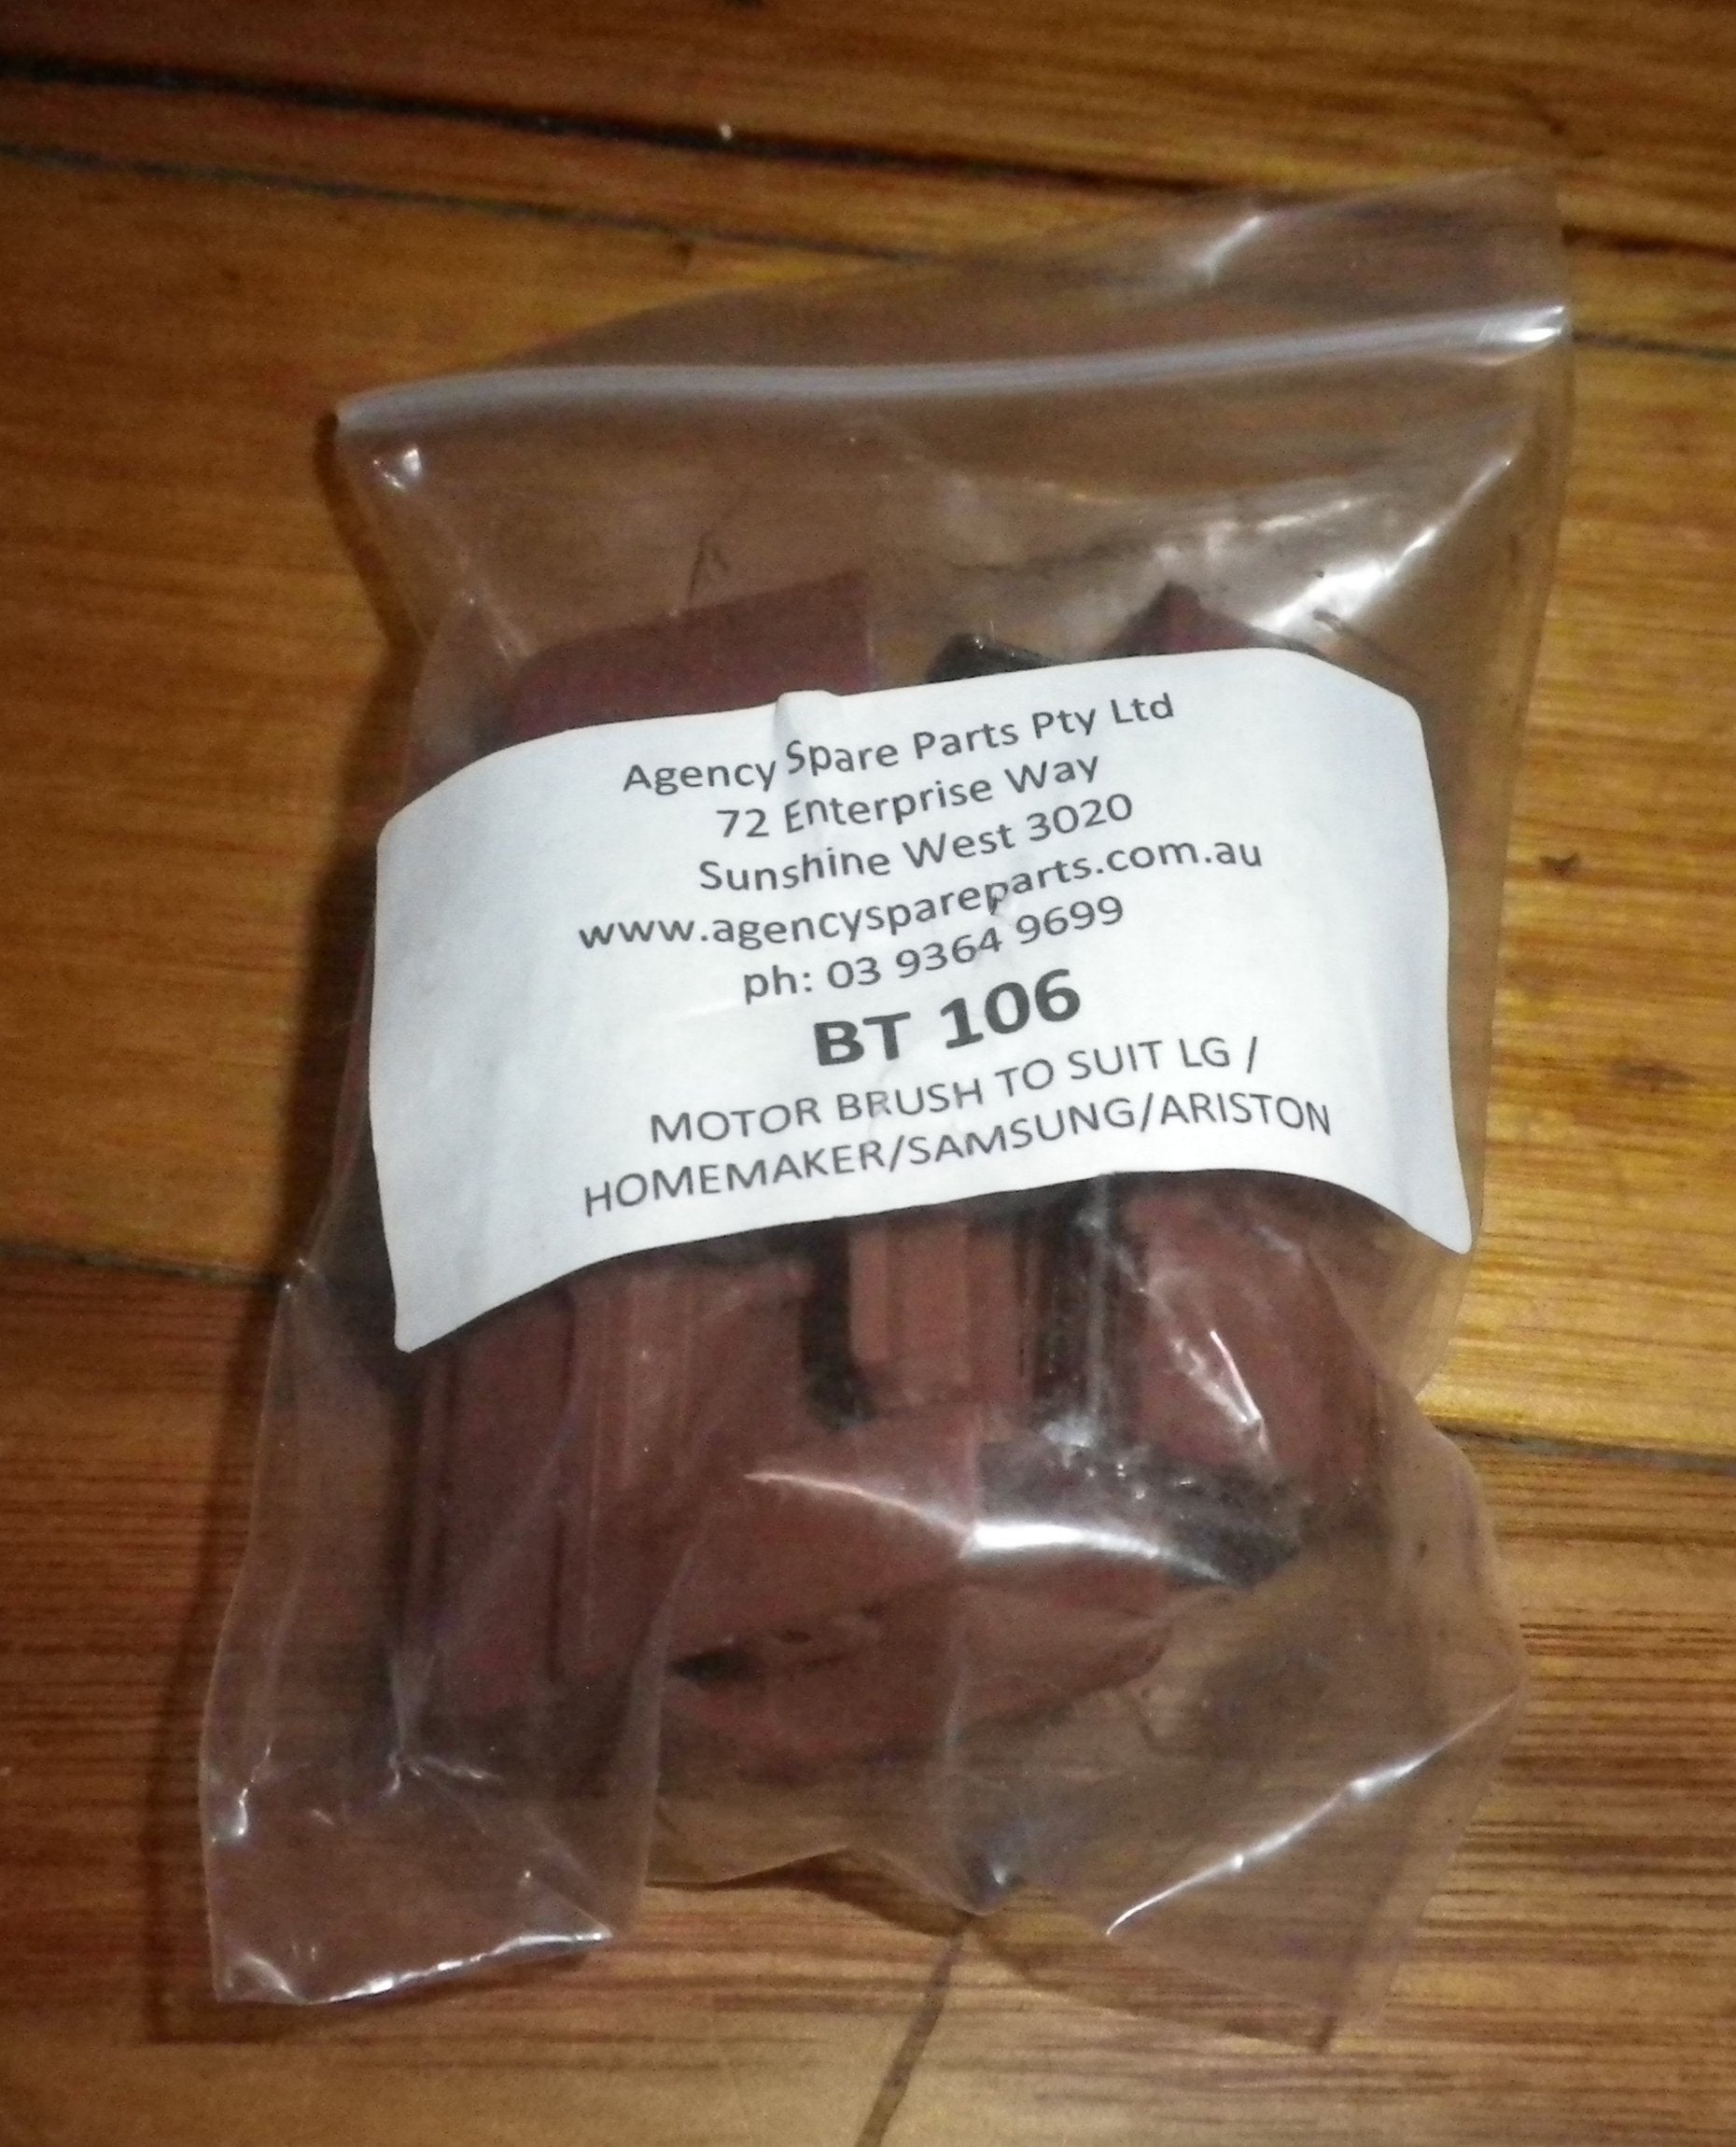 Agency Spare Parts Pty Ltd
72 Enterprise Way
Sunshine West 3020
www.agencyspareparts.com.au
ph: 03 9364 9699
BT 106
MOTOR BRUSH TO SUIT LG /
HOMEMAKER/SAMSUNG/ARISTON